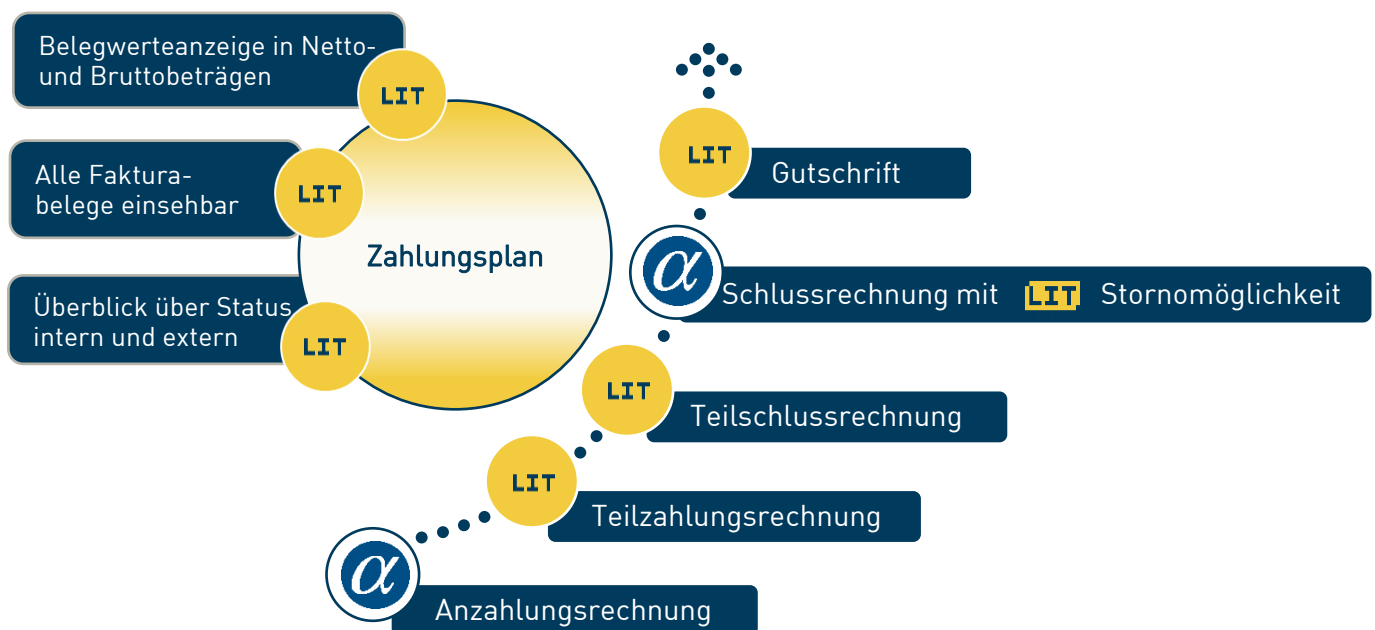 Belegwerteanzeige in Netto-
und Bruttobeträgen
LIT
Alle Faktura-
belege einsehbar
LIT
Überblick über Status
intern und extern
LIT
Zahlungsplan
LIT
Gutschrift
α
Schlussrechnung mit LIT Stornomöglichkeit
LIT
Teilschlussrechnung
LIT
Teilzahlungsrechnung
α
Anzahlungsrechnung